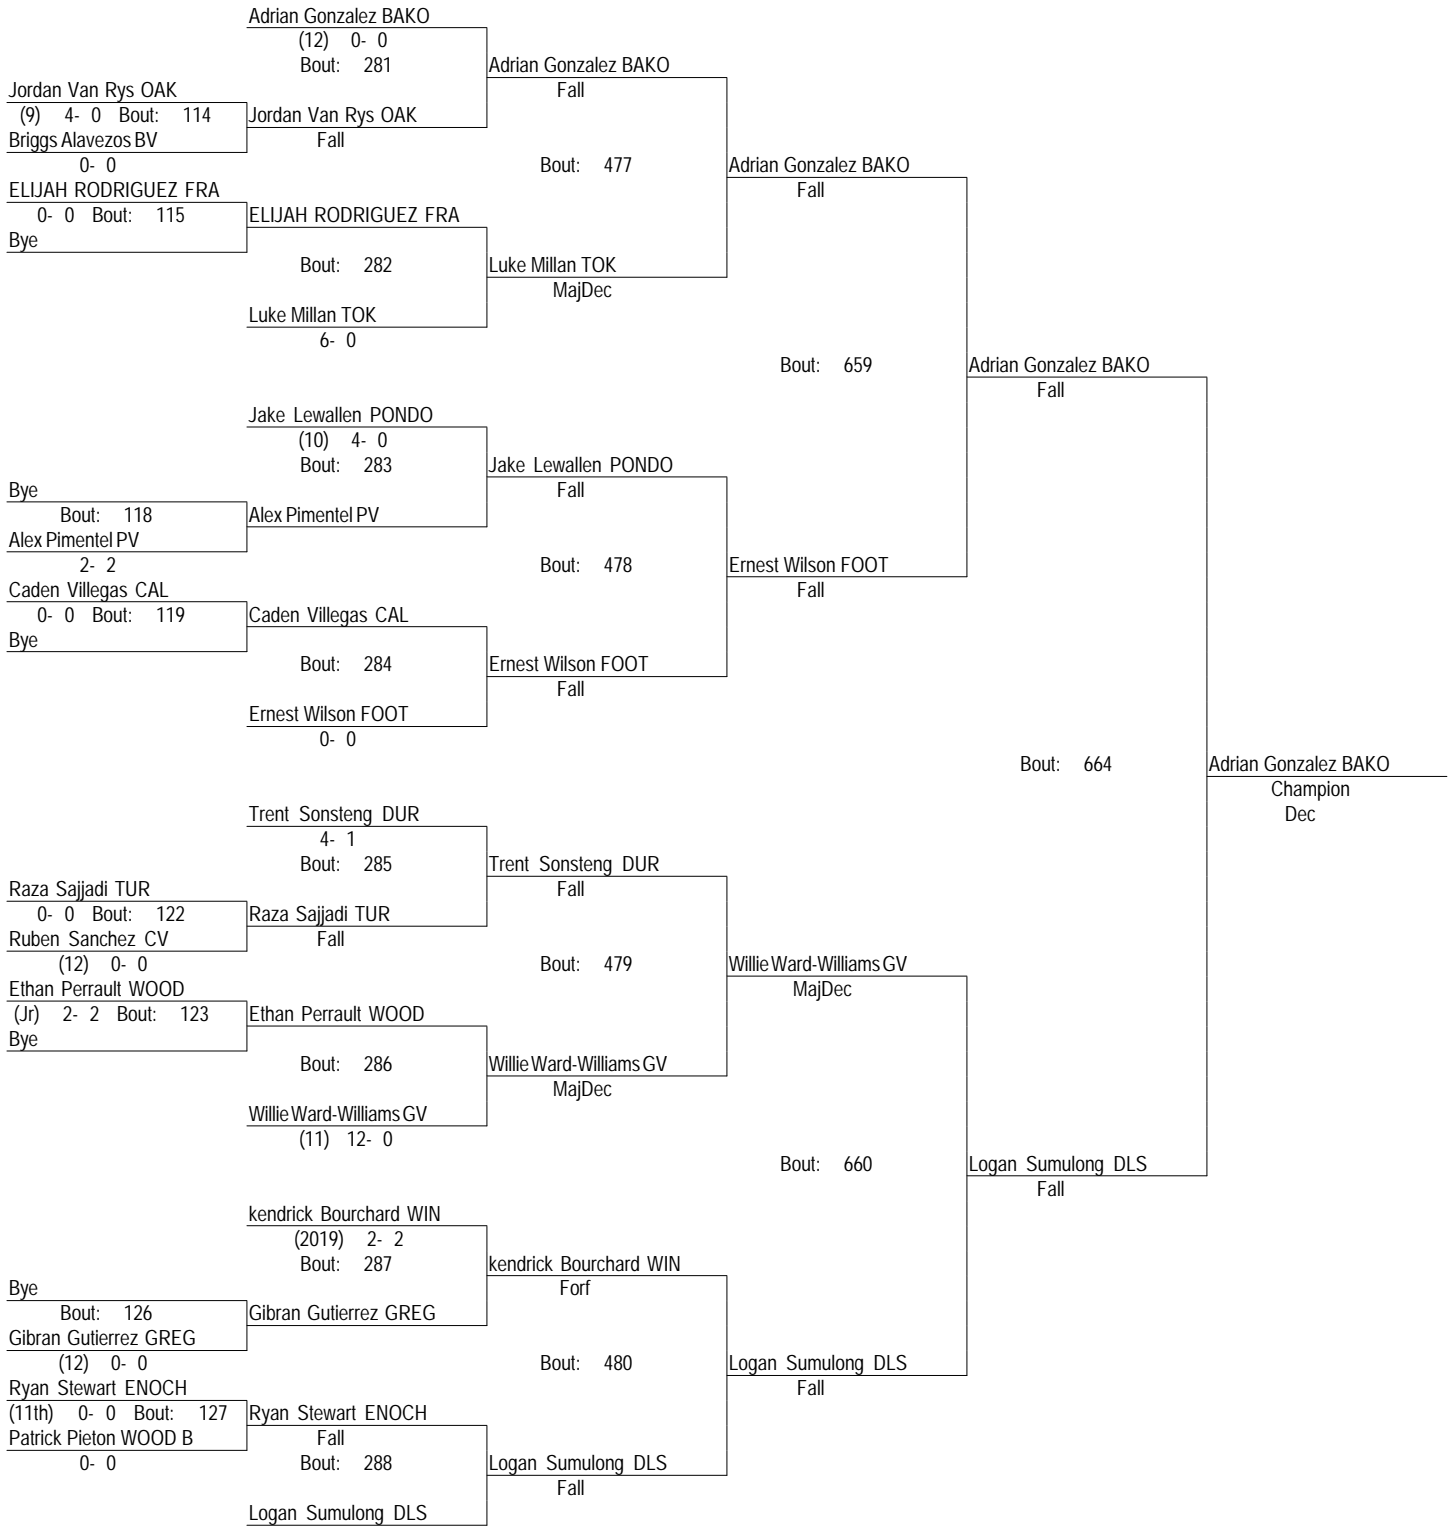 Adrian Gonzalez BAKO
(12) 0- 0
Bout: 281 Adrian Gonzalez BAKO
Jordan Van Rys OAK Fall
(9) 4- 0 Bout: 114 Jordan Van Rys OAK
Briggs Alavezos BV Fall
0- 0 Bout: 477 Adrian Gonzalez BAKO
ELIJAH RODRIGUEZ FRA Fall
0- 0 Bout: 115 ELIJAH RODRIGUEZ FRA
Bye
Bout: 282 Luke Millan TOK
MajDec
Luke Millan TOK
6- 0
Bout: 659 Adrian Gonzalez BAKO
Fall
Jake Lewallen PONDO
(10) 4- 0
Bout: 283 Jake Lewallen PONDO
Bye Fall
Bout: 118 Alex Pimentel PV
Alex Pimentel PV
2- 2 Bout: 478 Ernest Wilson FOOT
Caden Villegas CAL Fall
0- 0 Bout: 119 Caden Villegas CAL
Bye
Bout: 284 Ernest Wilson FOOT
Fall
Ernest Wilson FOOT
0- 0
Bout: 664 Adrian Gonzalez BAKO
Champion
Trent Sonsteng DUR Dec
4- 1
Bout: 285 Trent Sonsteng DUR
Raza Sajjadi TUR Fall
0- 0 Bout: 122 Raza Sajjadi TUR
Ruben Sanchez CV Fall
(12) 0- 0 Bout: 479 Willie Ward-Williams GV
Ethan Perrault WOOD MajDec
(Jr) 2- 2 Bout: 123 Ethan Perrault WOOD
Bye
Bout: 286 Willie Ward-Williams GV
MajDec
Willie Ward-Williams GV
(11) 12- 0
Bout: 660 Logan Sumulong DLS
Fall
kendrick Bourchard WIN
(2019) 2- 2
Bout: 287 kendrick Bourchard WIN
Bye Forf
Bout: 126 Gibran Gutierrez GREG
Gibran Gutierrez GREG
(12) 0- 0 Bout: 480 Logan Sumulong DLS
Ryan Stewart ENOCH Fall
(11th) 0- 0 Bout: 127 Ryan Stewart ENOCH
Patrick Pieton WOOD B Fall
0- 0 Bout: 288 Logan Sumulong DLS
Fall
Logan Sumulong DLS